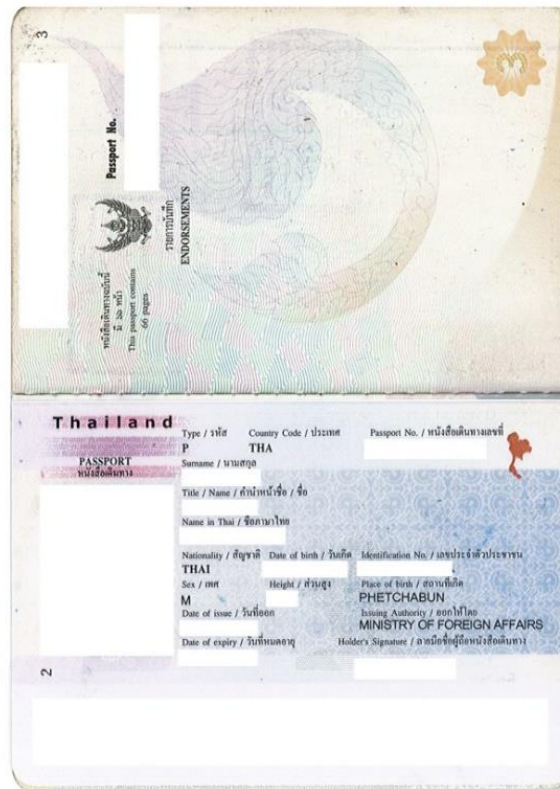 3
Passport No.
หนังสือเดินทางฉบับนี้
มี ๖๖ หน้า
This passport contains
66 pages
รายการบันทึก
ENDORSEMENTS
Thailand
PASSPORT
หนังสือเดินทาง
Type / รหัส Country Code / ประเทศ Passport No. / หนังสือเดินทางเลขที่
P THA
Surname / นามสกุล
Title / Name / คำนำหน้าชื่อ / ชื่อ
Name in Thai / ชื่อภาษาไทย
Nationality / สัญชาติ Date of birth / วันเกิด Identification No. / เลขประจำตัวประชาชน
THAI
Sex / เพศ Height / ส่วนสูง Place of birth / สถานที่เกิด
M PHETCHABUN
Date of issue / วันที่ออก Issuing Authority / ออกให้โดย
MINISTRY OF FOREIGN AFFAIRS
Date of expiry / วันที่หมดอายุ Holder's Signature / ลายมือชื่อผู้ถือหนังสือเดินทาง
2